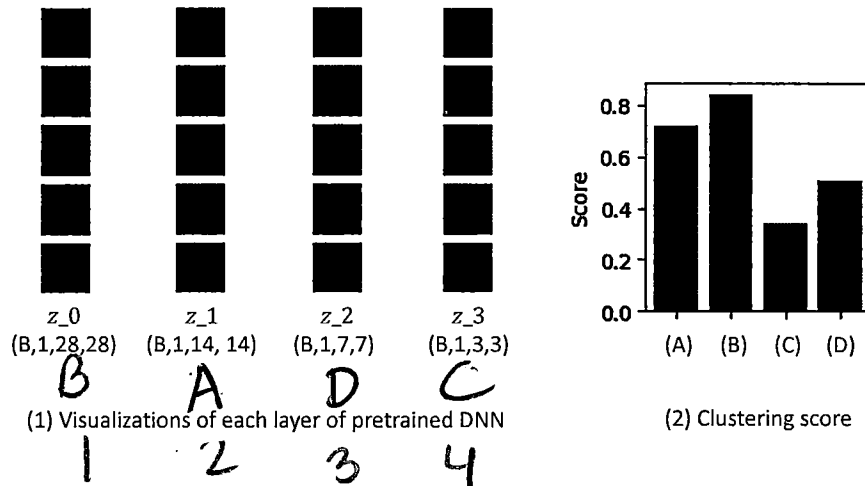 z_0 z_1 z_2 z_3
(B,1,28,28) (B,1,14, 14) (B,1,7,7) (B,1,3,3)
B A D C
(1) Visualizations of each layer of pretrained DNN
1 2 3 4
Score
0.8
0.6
0.4
0.2
0.0
(A) (B) (C) (D)
(2) Clustering score